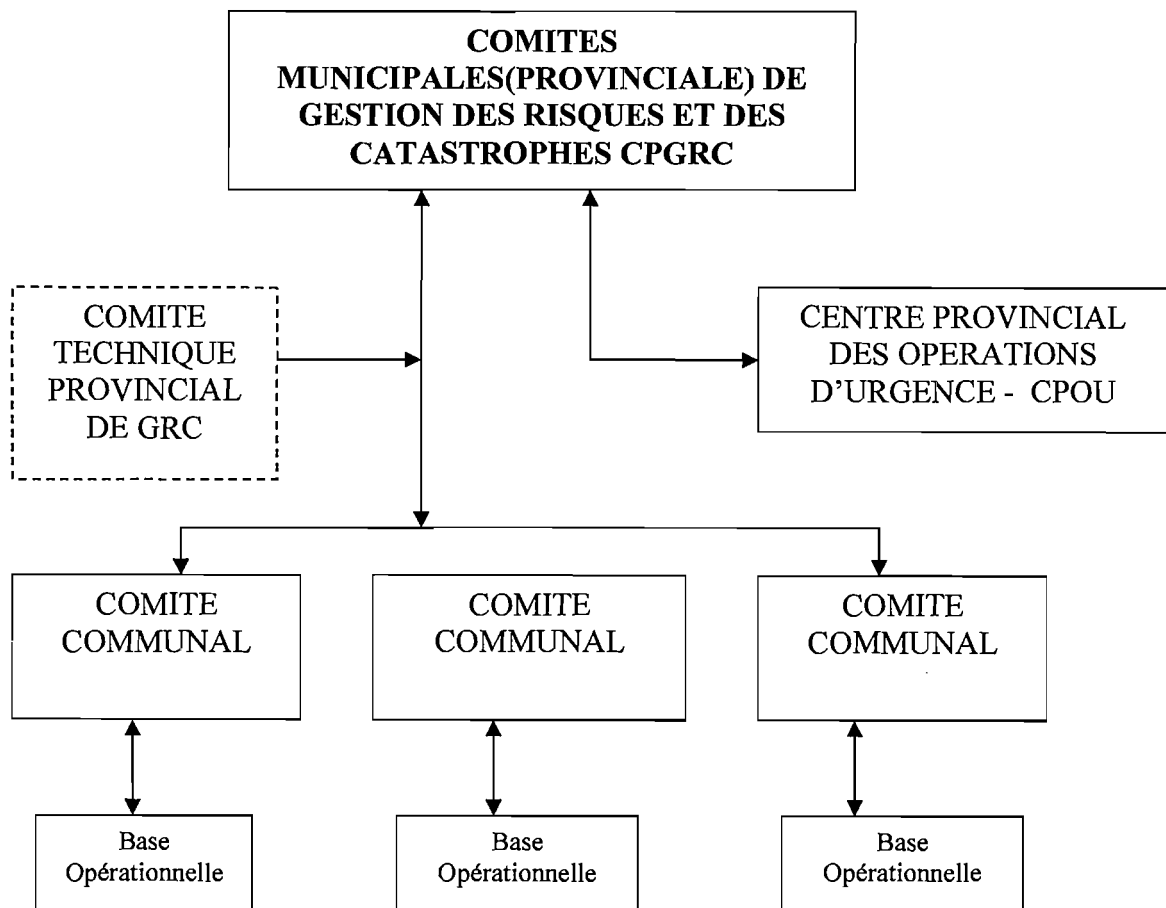 COMITES
MUNICIPALES(PROVINCIALE) DE
GESTION DES RISQUES ET DES
CATASTROPHES CPGRC
COMITE
TECHNIQUE
PROVINCIAL
DE GRC
CENTRE PROVINCIAL
DES OPERATIONS
D'URGENCE - CPOU
COMITE
COMMUNAL
COMITE
COMMUNAL
COMITE
COMMUNAL
Base
Opérationnelle
Base
Opérationnelle
Base
Opérationnelle